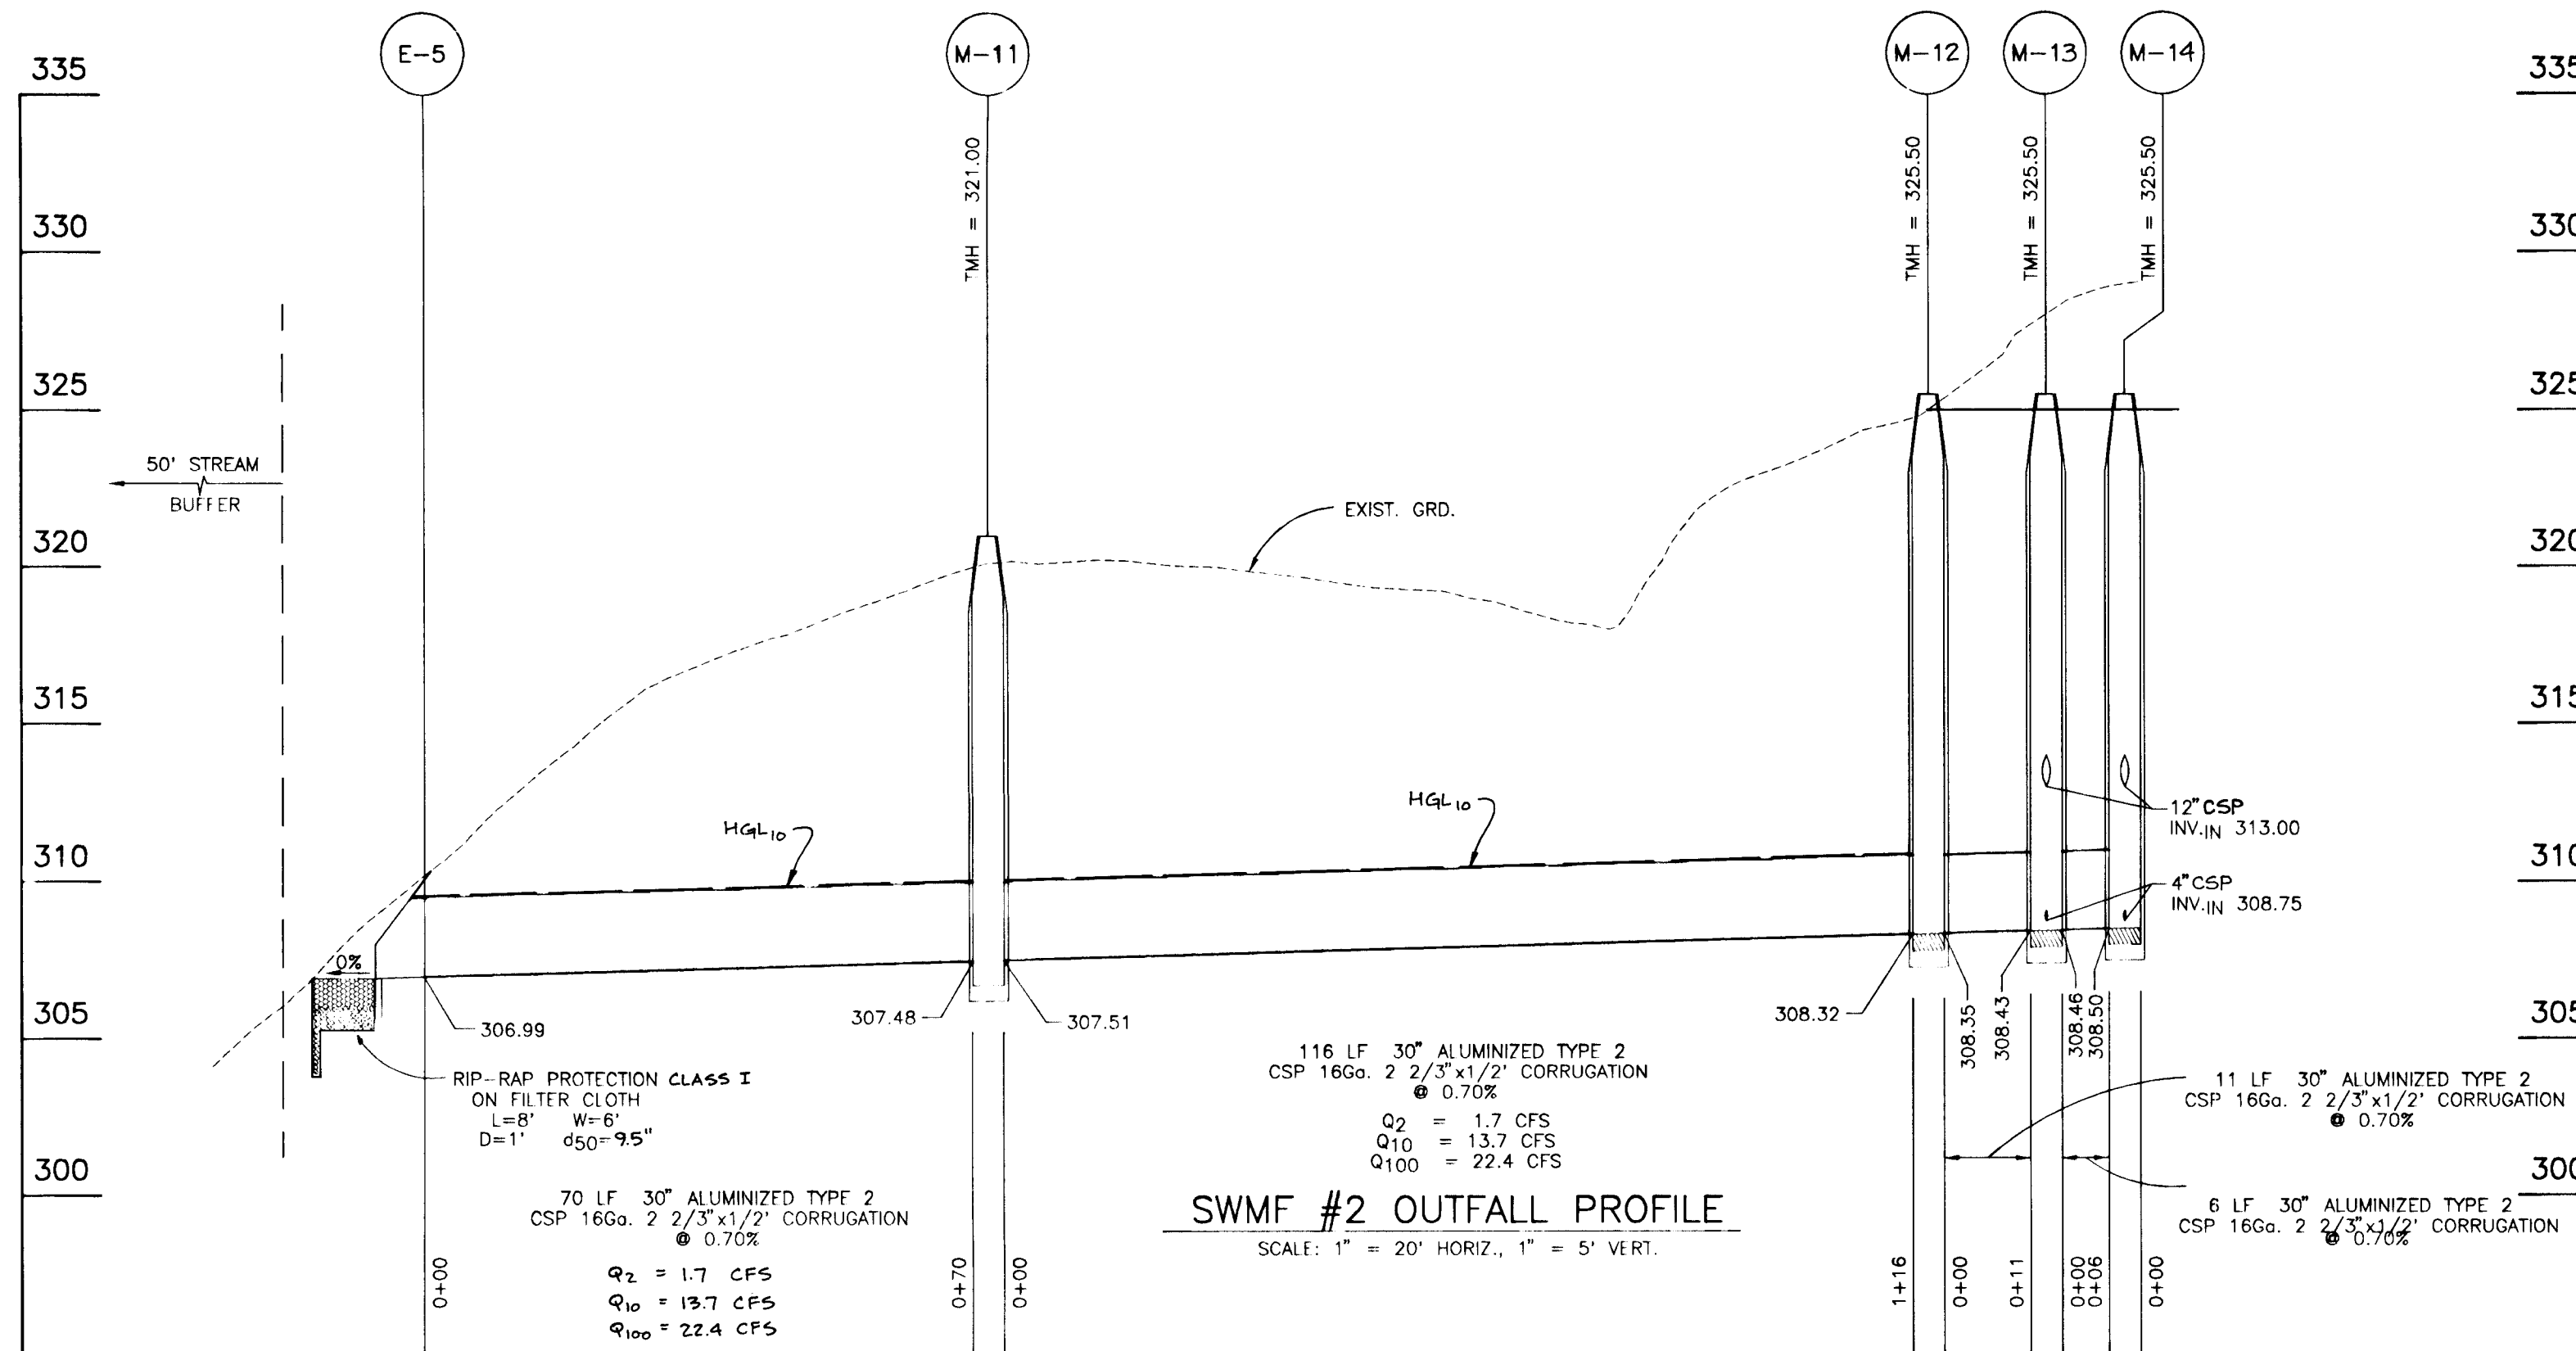 E-5
M-11
M-12
M-13
M-14
335
330
325
320
315
310
305
300
335
330
325
320
315
310
305
300
TMH = 321.00
TMH = 325.50
TMH = 325.50
TMH = 325.50
50' STREAM
BUFFER
EXIST. GRD.
HGL10
HGL10
12" CSP
INV.IN 313.00
4" CSP
INV.IN 308.75
0%
306.99
307.48
307.51
308.32
308.35
308.43
308.46
308.50
RIP-RAP PROTECTION CLASS I
ON FILTER CLOTH
L=8' W=6'
D=1' d50=9.5"
116 LF 30" ALUMINIZED TYPE 2
CSP 16Ga. 2 2/3"x1/2' CORRUGATION
@ 0.70%
Q2 = 1.7 CFS
Q10 = 13.7 CFS
Q100 = 22.4 CFS
11 LF 30" ALUMINIZED TYPE 2
CSP 16Ga. 2 2/3"x1/2' CORRUGATION
@ 0.70%
70 LF 30" ALUMINIZED TYPE 2
CSP 16Ga. 2 2/3"x1/2' CORRUGATION
@ 0.70%
Q2 = 1.7 CFS
Q10 = 13.7 CFS
Q100 = 22.4 CFS
6 LF 30" ALUMINIZED TYPE 2
CSP 16Ga. 2 2/3"x1/2' CORRUGATION
@ 0.70%
SWMF #2 OUTFALL PROFILE
SCALE: 1" = 20' HORIZ., 1" = 5' VERT.
0+00
0+70
0+00
1+16
0+00
0+11
0+00
0+06
0+00